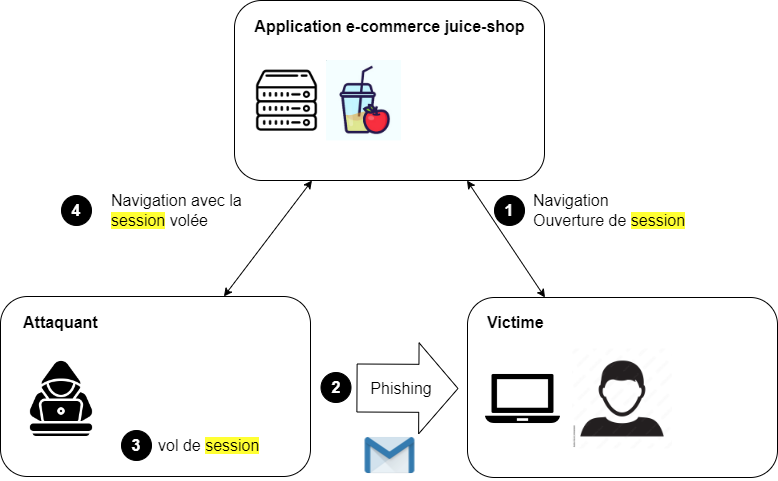 Application e-commerce juice-shop
4
Navigation avec la
session volée
1
Navigation
Ouverture de session
Attaquant
3
vol de session
2
Phishing
Victime